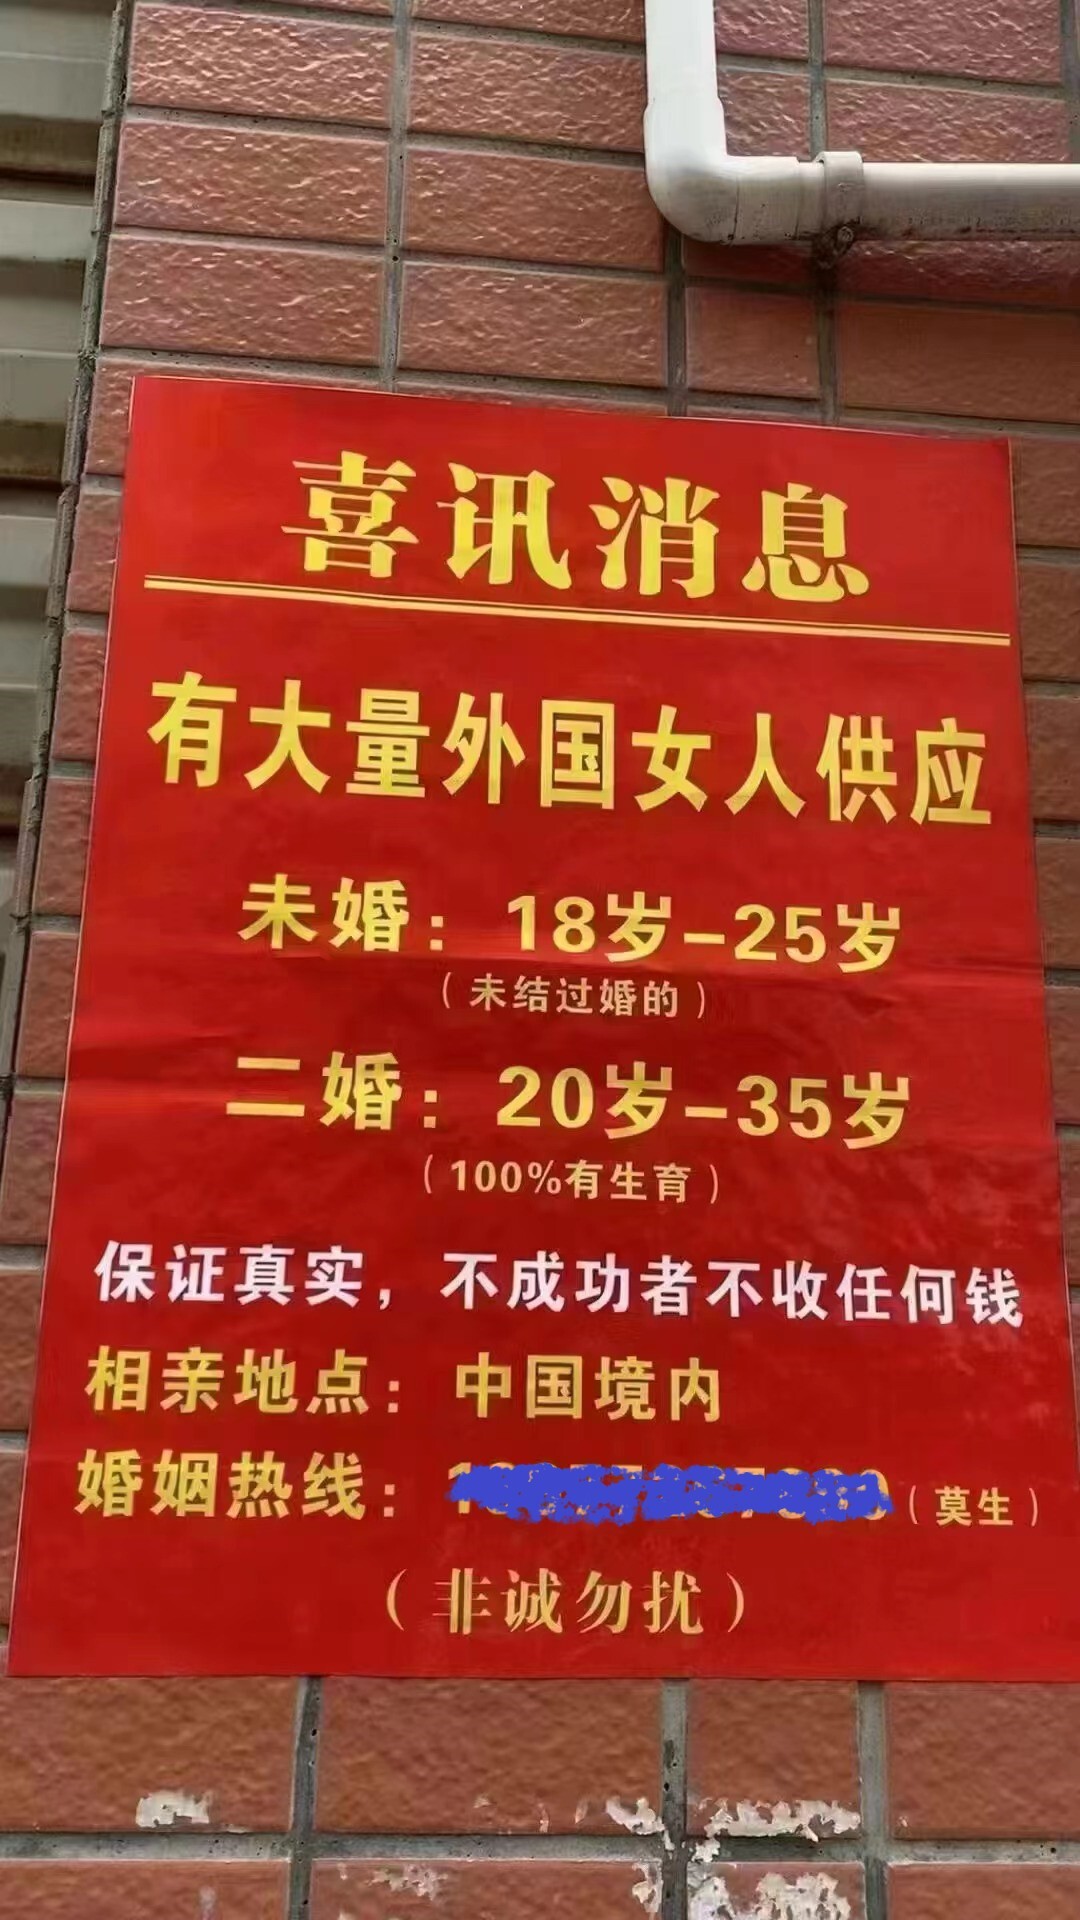 喜讯消息
有大量外国女人供应
未婚：18岁-25岁
（未结过婚的）
二婚：20岁-35岁
（100%有生育）
保证真实，不成功者不收任何钱
相亲地点：中国境内
婚姻热线：（莫生）
（非诚勿扰）